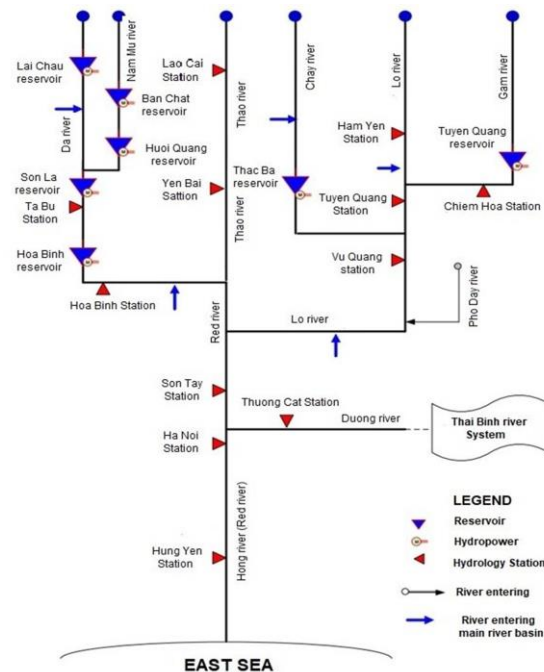 Lai Chau
reservoir
Nam Mu river
Ban Chat
reservoir
Da river
Huoi Quang
reservoir
Son La
reservoir
Ta Bu
Station
Hoa Binh
reservoir
Hoa Binh Station
Lao Cai
Station
Thao river
Yen Bai
Sattion
Thao river
Chay river
Thac Ba
reservoir
Lo river
Ham Yen
Station
Gam river
Tuyen Quang
reservoir
Tuyen Quang
Station
Chiem Hoa Station
Vu Quang
station
Pho Day river
Red river
Lo river
Son Tay
Station
Thuong Cat Station
Duong river
Thai Binh river
System
Ha Noi
Station
Hung Yen
Station
Hong river (Red river)
LEGEND
Reservoir
Hydropower
Hydrology Station
River entering
River entering
main river basin
EAST SEA